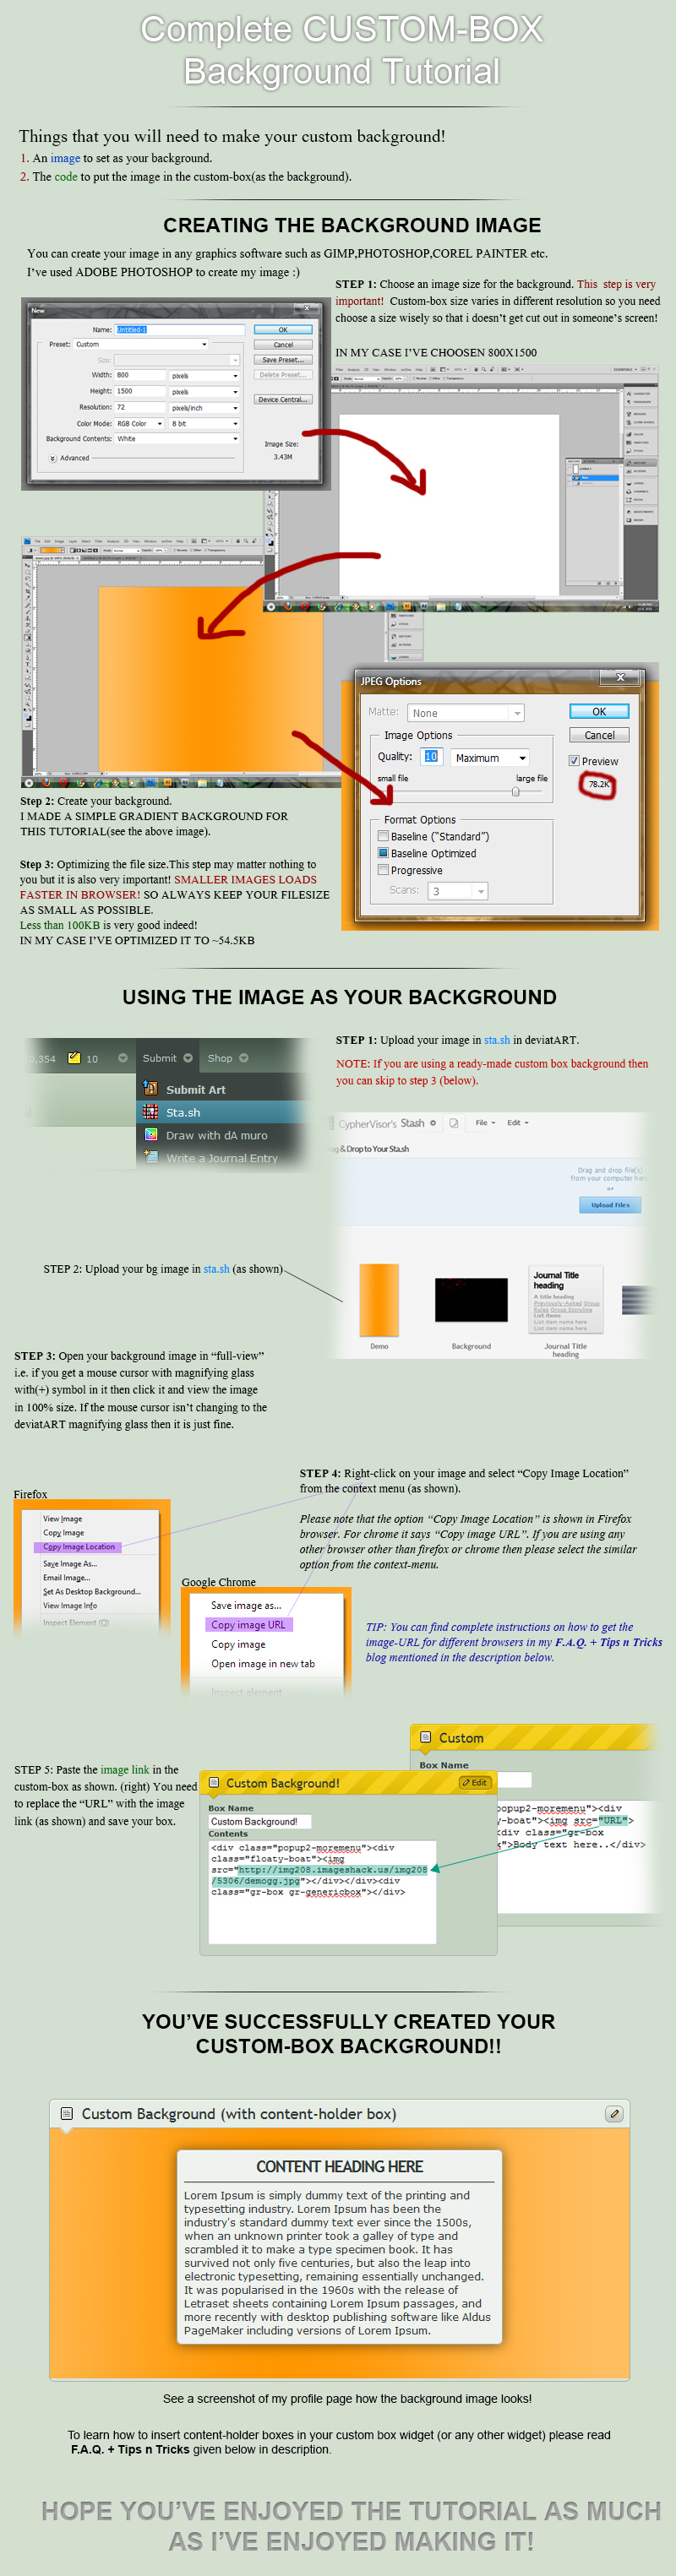 Complete CUSTOM-BOX
Background Tutorial
Things that you will need to make your custom background!
1. An image to set as your background.
2. The code to put the image in the custom-box(as the background).
CREATING THE BACKGROUND IMAGE
You can create your image in any graphics software such as GIMP,PHOTOSHOP,COREL PAINTER etc.
I've used ADOBE PHOTOSHOP to create my image :)
STEP 1: Choose an image size for the background. This step is very
important! Custom-box size varies in different resolution so you need
choose a size wisely so that i doesn't get cut out in someone's screen!
IN MY CASE I'VE CHOOSEN 800X1500
New
Name: Untitled-1
OK
Preset: Custom
Cancel
Size:
Save Preset...
Width: 800 pixels
Delete Preset...
Height: 1500 pixels
Resolution: 72 pixels/inch
Device Central...
Color Mode: RGB Color 8 bit
Background Contents: White
Image Size:
Advanced
3.43M
JPEG Options
Matte: None
OK
Image Options
Cancel
Quality: 10 Maximum
Preview
small file large file
78.2K
Format Options
Baseline ("Standard")
Baseline Optimized
Progressive
Scans: 3
Step 2: Create your background.
I MADE A SIMPLE GRADIENT BACKGROUND FOR
THIS TUTORIAL(see the above image).
Step 3: Optimizing the file size.This step may matter nothing to
you but it is also very important! SMALLER IMAGES LOADS
FASTER IN BROWSER! SO ALWAYS KEEP YOUR FILESIZE
AS SMALL AS POSSIBLE.
Less than 100KB is very good indeed!
IN MY CASE I'VE OPTIMIZED IT TO ~54.5KB
USING THE IMAGE AS YOUR BACKGROUND
STEP 1: Upload your image in sta.sh in deviatART.
NOTE: If you are using a ready-made custom box background then
you can skip to step 3 (below).
,354 10 Submit Shop
Submit Art
Sta.sh
Draw with dA muro
Write a Journal Entry
CypherVisor's Stash File Edit
ag & Drop to Your Sta.sh
Drag and drop file(s)
from your computer here.
or
Upload Files
STEP 2: Upload your bg image in sta.sh (as shown)
Journal Title
heading
A title heading
Previously-Asked Group
Rules Group Storyline
List items
List item name here
List item name here
Demo
Background
Journal Title
heading
STEP 3: Open your background image in "full-view"
i.e. if you get a mouse cursor with magnifying glass
with(+) symbol in it then click it and view the image
in 100% size. If the mouse cursor isn't changing to the
deviatART magnifying glass then it is just fine.
STEP 4: Right-click on your image and select "Copy Image Location"
from the context menu (as shown).
Please note that the option "Copy Image Location" is shown in Firefox
browser. For chrome it says "Copy image URL". If you are using any
other browser other than firefox or chrome then please select the similar
option from the context-menu.
Firefox
View Image
Copy Image
Copy Image Location
Save Image As...
Email Image...
Set As Desktop Background...
View Image Info
Inspect Element (Q)
Google Chrome
Save image as...
Copy image URL
Copy image
Open image in new tab
Inspect element
TIP: You can find complete instructions on how to get the
image-URL for different browsers in my F.A.Q. + Tips n Tricks
blog mentioned in the description below.
STEP 5: Paste the image link in the
custom-box as shown. (right) You need
to replace the "URL" with the image
link (as shown) and save your box.
Custom
Box Name
popup2-moremenu"><div
y-boat"><img src="URL">
<div class="gr-box
x">Body text here..</div>
Custom Background!
Edit
Box Name
Custom Background!
Contents
<div class="popup2-moremenu"><div
class="floaty-boat"><img
src="http://img208.imageshack.us/img208
/5306/demogg.jpg"></div></div><div
class="gr-box gr-genericbox"></div>
YOU'VE SUCCESSFULLY CREATED YOUR
CUSTOM-BOX BACKGROUND!!
Custom Background (with content-holder box)
CONTENT HEADING HERE
Lorem Ipsum is simply dummy text of the printing and
typesetting industry. Lorem Ipsum has been the
industry's standard dummy text ever since the 1500s,
when an unknown printer took a galley of type and
scrambled it to make a type specimen book. It has
survived not only five centuries, but also the leap into
electronic typesetting, remaining essentially unchanged.
It was popularised in the 1960s with the release of
Letraset sheets containing Lorem Ipsum passages, and
more recently with desktop publishing software like Aldus
PageMaker including versions of Lorem Ipsum.
See a screenshot of my profile page how the background image looks!
To learn how to insert content-holder boxes in your custom box widget (or any other widget) please read
F.A.Q. + Tips n Tricks given below in description.
HOPE YOU'VE ENJOYED THE TUTORIAL AS MUCH
AS I'VE ENJOYED MAKING IT!